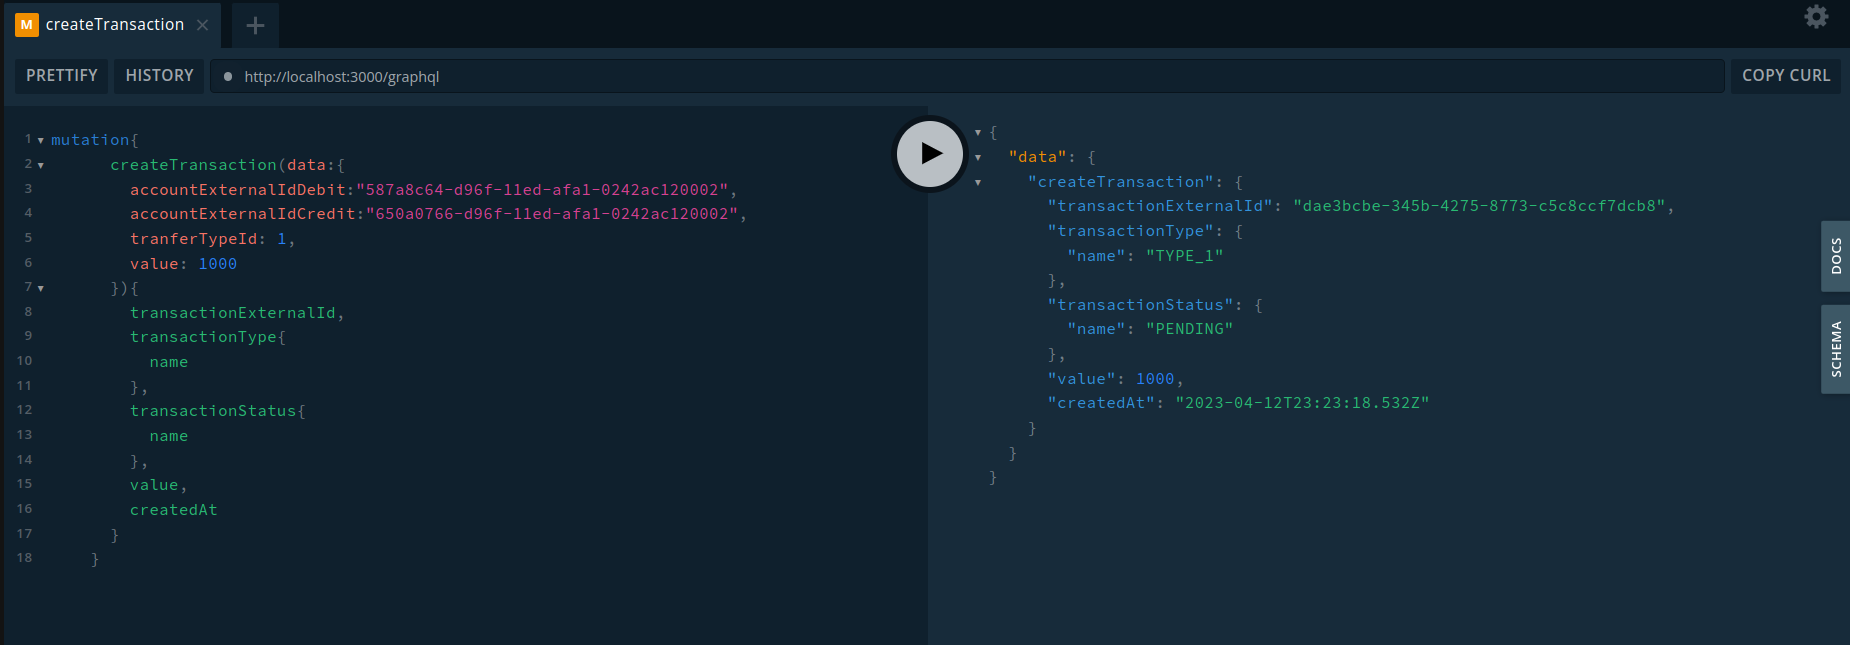 M createTransaction
PRETTIFY HISTORY http://localhost:3000/graphql COPY CURL
1 mutation{
2 createTransaction(data:{
3 accountExternalIdDebit:"587a8c64-d96f-11ed-afa1-0242ac120002",
4 accountExternalIdCredit:"650a0766-d96f-11ed-afa1-0242ac120002",
5 tranferTypeId: 1,
6 value: 1000
7 }){
8 transactionExternalId,
9 transactionType{
10 name
11 },
12 transactionStatus{
13 name
14 },
15 value,
16 createdAt
17 }
18 }
{
"data": {
"createTransaction": {
"transactionExternalId": "dae3bcbe-345b-4275-8773-c5c8ccf7dcb8",
"transactionType": {
"name": "TYPE_1"
},
"transactionStatus": {
"name": "PENDING"
},
"value": 1000,
"createdAt": "2023-04-12T23:23:18.532Z"
}
}
}
DOCS
SCHEMA